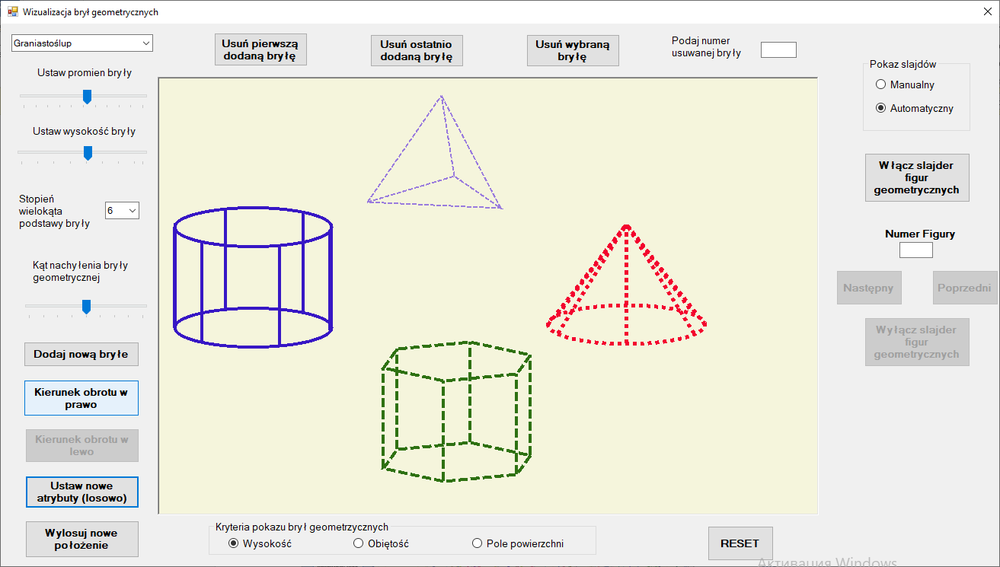 Wizualizacja brył geometrycznych
Graniastosłup
Usuń pierwszą
dodaną bryłę
Usuń ostatnio
dodaną bryłę
Usuń wybraną
bryłę
Podaj numer
usuwanej bryły
Ustaw promien bryły
Ustaw wysokość bryły
Stopień
wielokąta
podstawy bryły
6
Kąt nachylenia bryły
geometrycznej
Dodaj nową bryłe
Kierunek obrotu w
prawo
Kierunek obrotu w
lewo
Ustaw nowe
atrybuty (losowo)
Wylosuj nowe
położenie
Pokaz slajdów
Manualny
Automatyczny
Włącz slajder
figur
geometrycznych
Numer Figury
Następny
Poprzedni
Wyłącz slajder
figur
geometrycznych
Kryteria pokazu brył geometrzycznych
Wysokość
Objętość
Pole powierzchni
RESET
Активация Windows